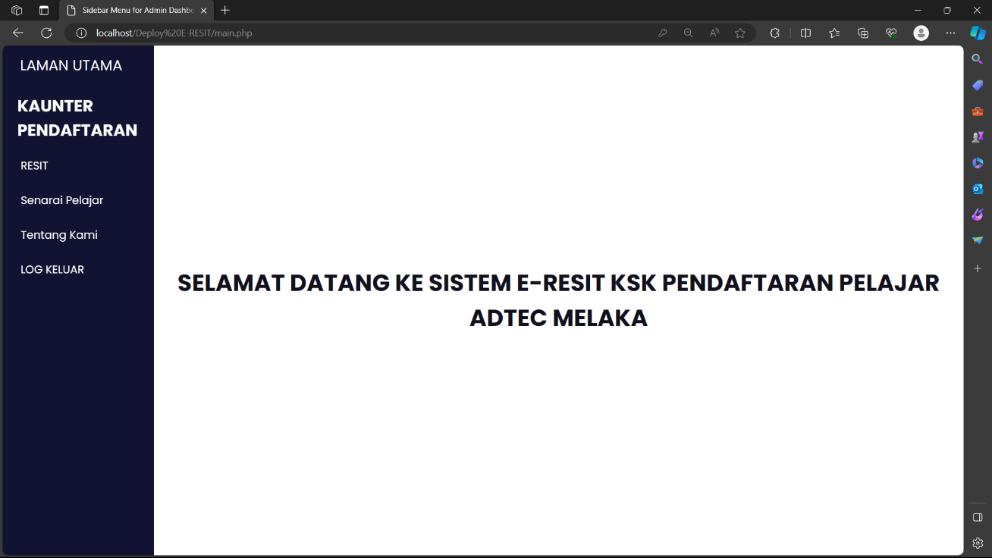 Sidebar Menu for Admin Dashbo
localhost/Deploy%20E-RESIT/main.php
LAMAN UTAMA
KAUNTER
PENDAFTARAN
RESIT
Senarai Pelajar
Tentang Kami
LOG KELUAR
SELAMAT DATANG KE SISTEM E-RESIT KSK PENDAFTARAN PELAJAR
ADTEC MELAKA